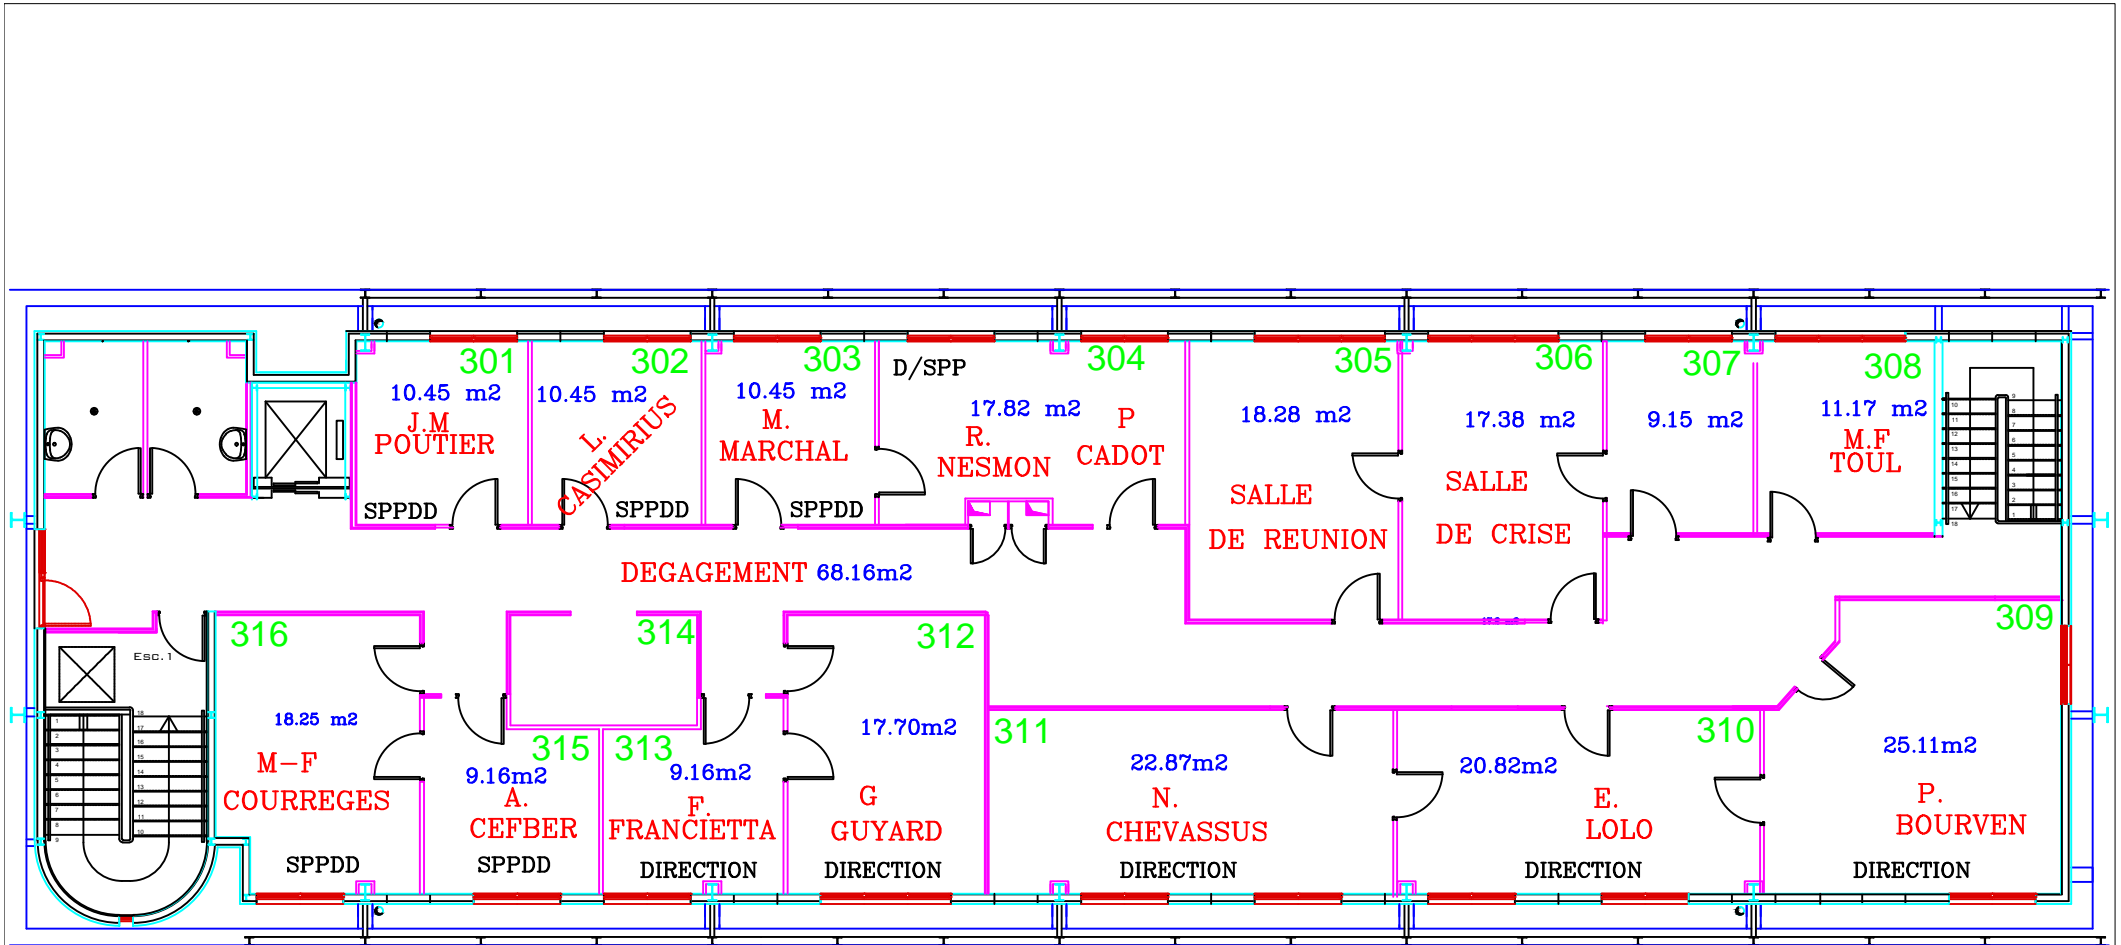 301
302
303
304
305
306
307
308
D/SPP
10.45 m2
J.M
POUTIER
SPPDD
10.45 m2
L.
CASIMIRIUS
SPPDD
10.45 m2
M.
MARCHAL
SPPDD
17.82 m2
R.
NESMON
P
CADOT
18.28 m2
SALLE
DE REUNION
17.38 m2
SALLE
DE CRISE
9.15 m2
11.17 m2
M.F
TOUL
DEGAGEMENT 68.16m2
Esc.1
316
18.25 m2
M-F
COURREGES
SPPDD
314
315
9.16m2
A.
CEFBER
SPPDD
313
9.16m2
F.
FRANCIETTA
DIRECTION
312
17.70m2
G
GUYARD
DIRECTION
311
22.87m2
N.
CHEVASSUS
DIRECTION
310
20.82m2
E.
LOLO
DIRECTION
309
25.11m2
P.
BOURVEN
DIRECTION